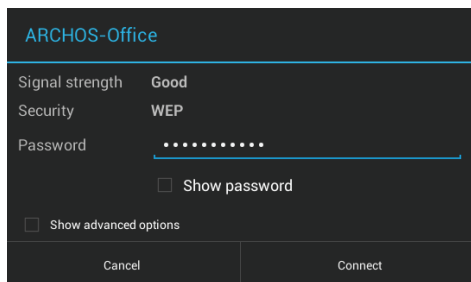 ARCHOS-Office
Signal strength Good
Security WEP
Password •••••••••••
Show password
Show advanced options
Cancel Connect